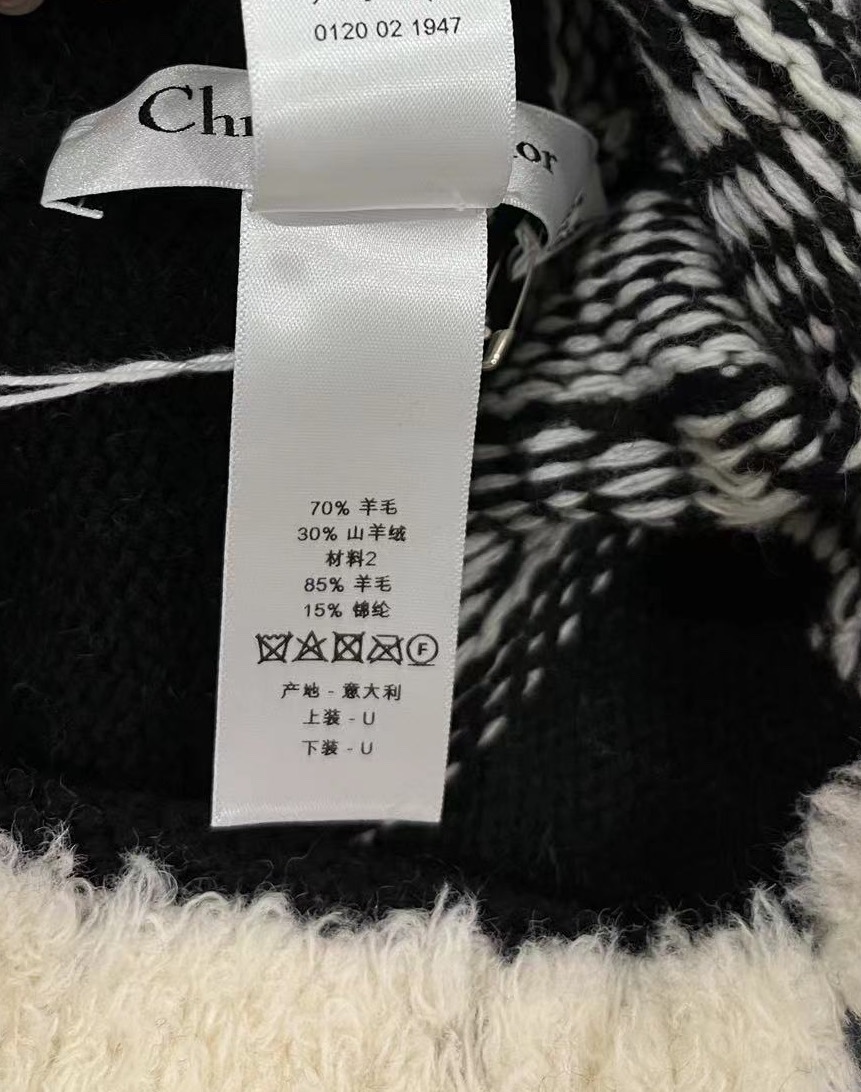 0120 02 1947
Chr
or
70% 羊毛
30% 山羊绒
材料2
85% 羊毛
15% 锦纶
F
产地 - 意大利
上装 - U
下装 - U